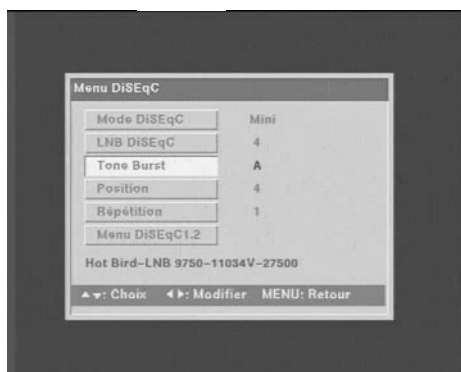 Menu DiSEqC
Mode DiSEqC Mini
LNB DiSEqC 4
Tone Burst A
Position 4
Répétition 1
Menu DiSEqC1.2
Hot Bird-LNB 9750-11034V-27500
▲▼: Choix ◄►: Modifier MENU: Retour